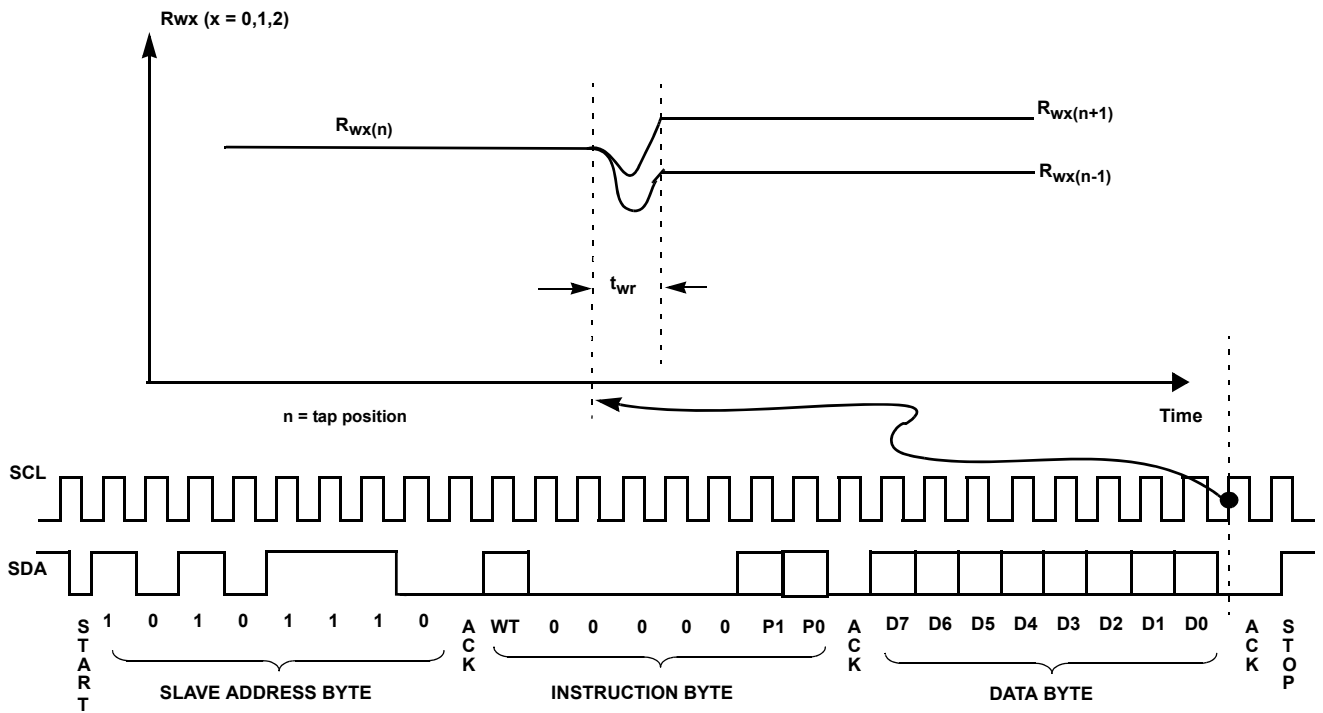 Rwx (x = 0,1,2)
Rwx(n+1)
Rwx(n)
Rwx(n-1)
twr
n = tap position
Time
SCL
SDA
START 1 0 1 0 1 1 1 0 ACK WT 0 0 0 0 0 P1 P0 ACK D7 D6 D5 D4 D3 D2 D1 D0 ACK STOP
SLAVE ADDRESS BYTE INSTRUCTION BYTE DATA BYTE